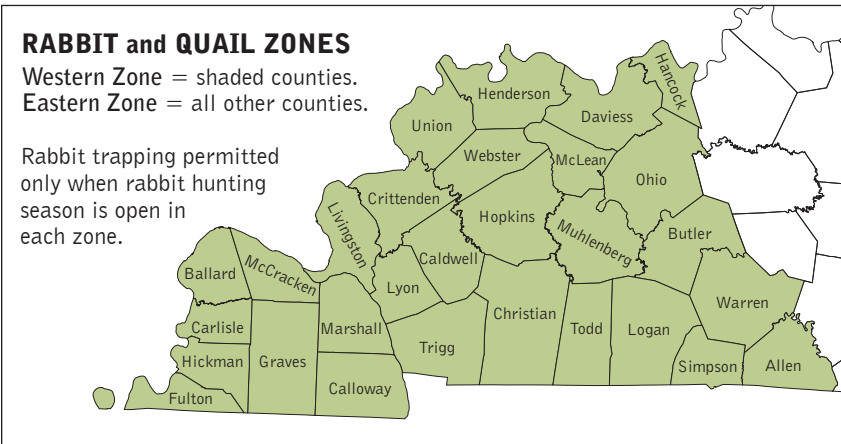 RABBIT and QUAIL ZONES
Western Zone = shaded counties.
Eastern Zone = all other counties.
Rabbit trapping permitted
only when rabbit hunting
season is open in
each zone.
Hancock
Henderson
Daviess
Union
Webster
McLean
Ohio
Crittenden
Livingston
Hopkins
Muhlenberg
Butler
Caldwell
Ballard
McCracken
Lyon
Warren
Christian
Carlisle
Marshall
Todd
Logan
Trigg
Hickman
Graves
Simpson
Allen
Calloway
Fulton